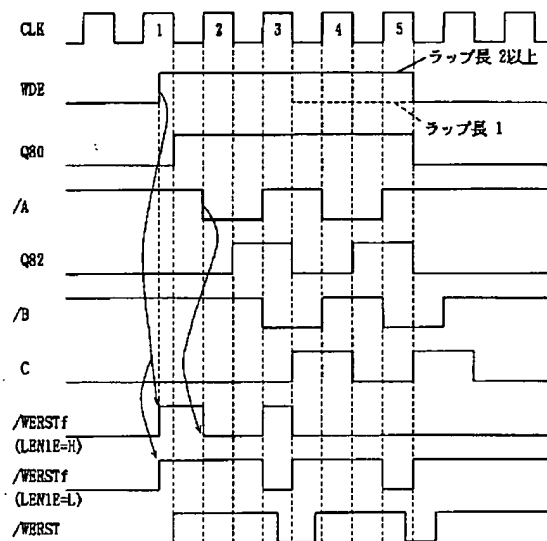 CLK 1 2 3 4 5
ラップ長 2以上
WDE
ラップ長 1
Q80
/A
Q82
/B
C
/WERSTf
(LEN1E=H)
/WERSTf
(LEN1E=L)
/WERST